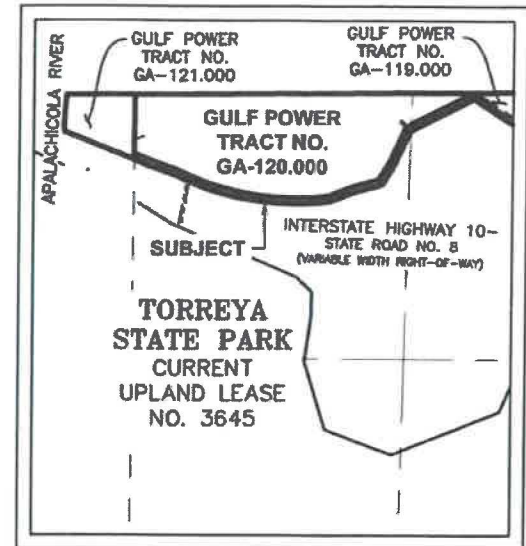 GULF POWER
TRACT NO.
GA-121.000
GULF POWER
TRACT NO.
GA-119.000
APALACHICOLA RIVER
GULF POWER
TRACT NO.
GA-120.000
SUBJECT
INTERSTATE HIGHWAY 10-
STATE ROAD NO. 8
(VARIABLE WIDTH RIGHT-OF-WAY)
TORREYA
STATE PARK
CURRENT
UPLAND LEASE
NO. 3645